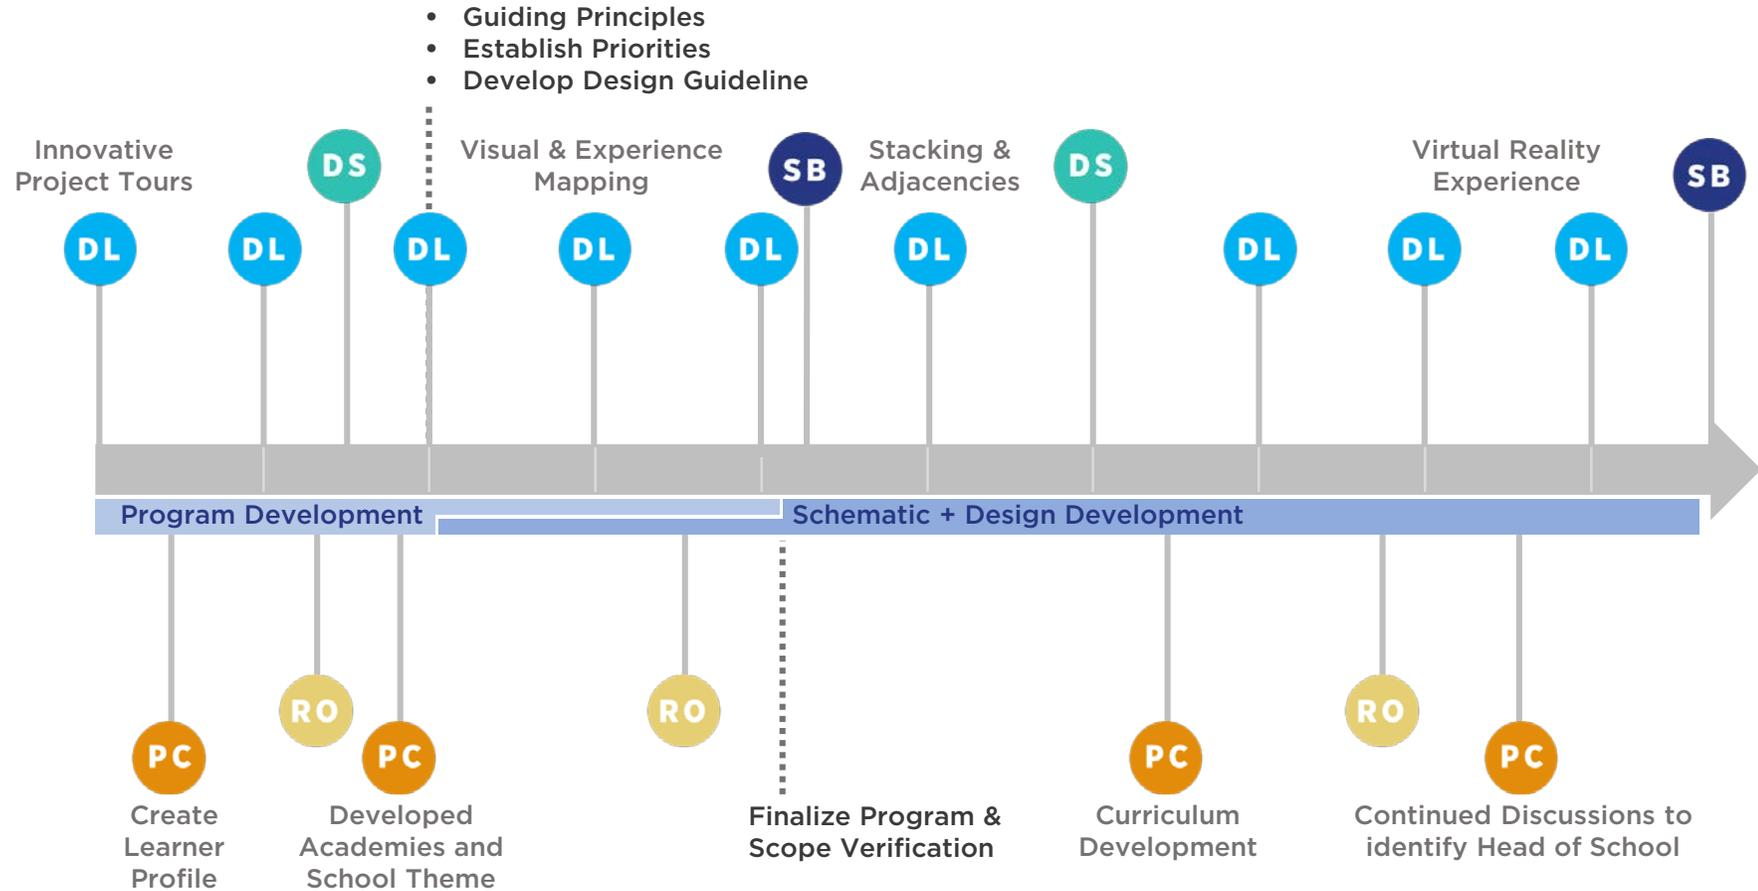 • Guiding Principles
• Establish Priorities
• Develop Design Guideline
Innovative
Project Tours
DS
Visual & Experience
Mapping
SB
Stacking &
Adjacencies
DS
Virtual Reality
Experience
SB
DL
DL
DL
DL
DL
DL
DL
DL
DL
Program Development
Schematic + Design Development
RO
RO
RO
PC
PC
PC
PC
Create
Learner
Profile
Developed
Academies and
School Theme
Finalize Program &
Scope Verification
Curriculum
Development
Continued Discussions to
identify Head of School